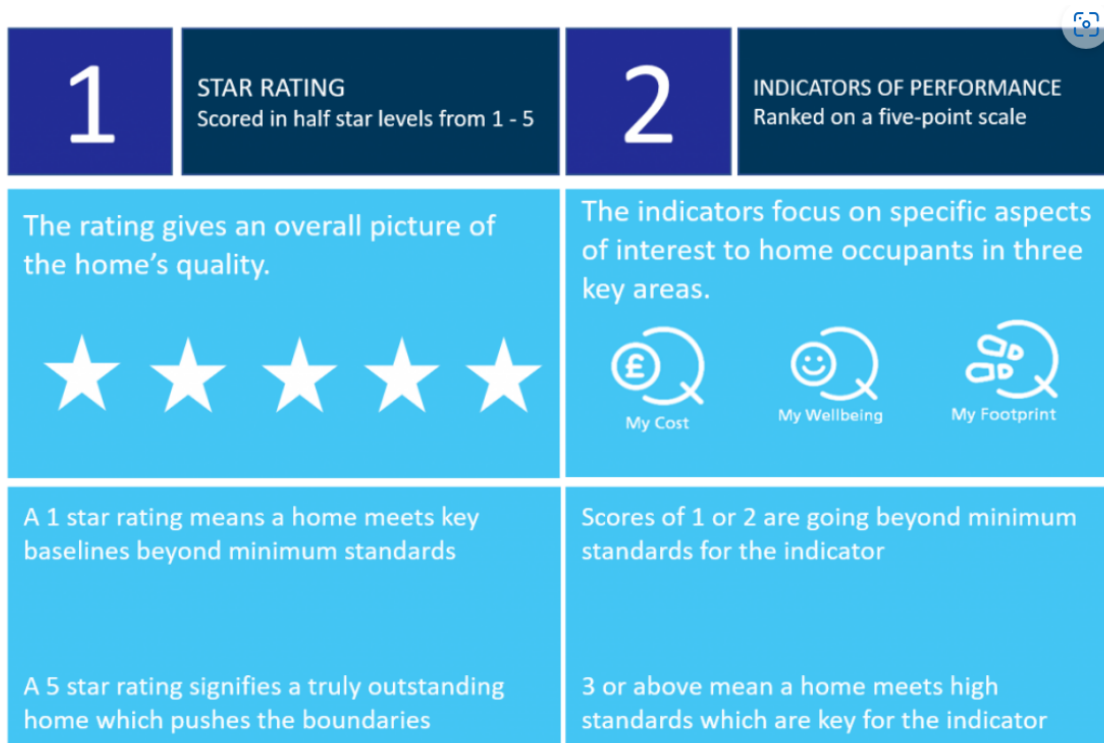 1
STAR RATING
Scored in half star levels from 1 - 5
2
INDICATORS OF PERFORMANCE
Ranked on a five-point scale
The rating gives an overall picture of
the home’s quality.
The indicators focus on specific aspects
of interest to home occupants in three
key areas.
£
My Cost
My Wellbeing
My Footprint
A 1 star rating means a home meets key
baselines beyond minimum standards
A 5 star rating signifies a truly outstanding
home which pushes the boundaries
Scores of 1 or 2 are going beyond minimum
standards for the indicator
3 or above mean a home meets high
standards which are key for the indicator